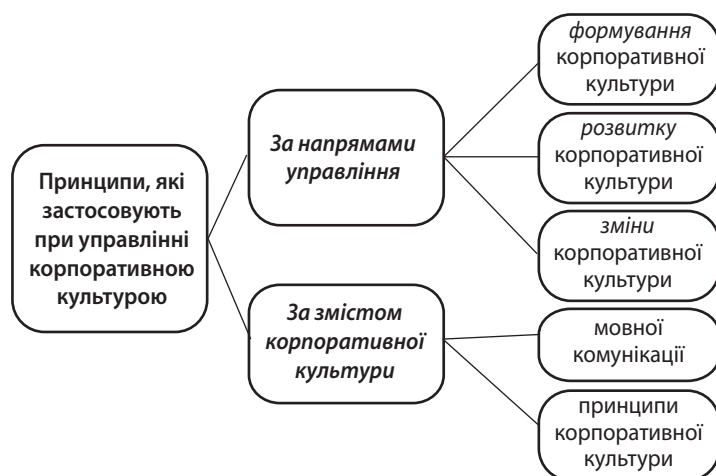 Принципи, які
застосовують
при управлінні
корпоративною
культурою
За напрямами
управління
формування
корпоративної
культури
розвитку
корпоративної
культури
зміни
корпоративної
культури
За змістом
корпоративної
культури
мовної
комунікації
принципи
корпоративної
культури